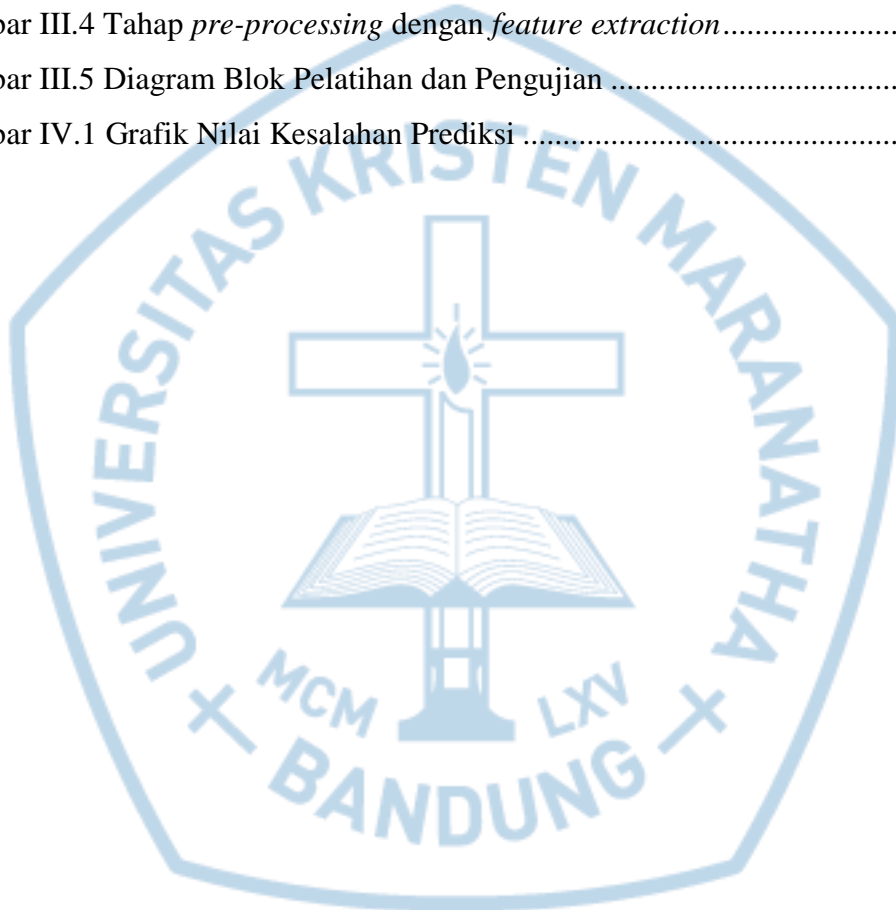 bar III.4 Tahap pre-processing dengan feature extraction....................
bar III.5 Diagram Blok Pelatihan dan Pengujian ...................................
bar IV.1 Grafik Nilai Kesalahan Prediksi ..............................................
UNIVERSITAS KRISTEN MARANATHA
MCM LXV
BANDUNG